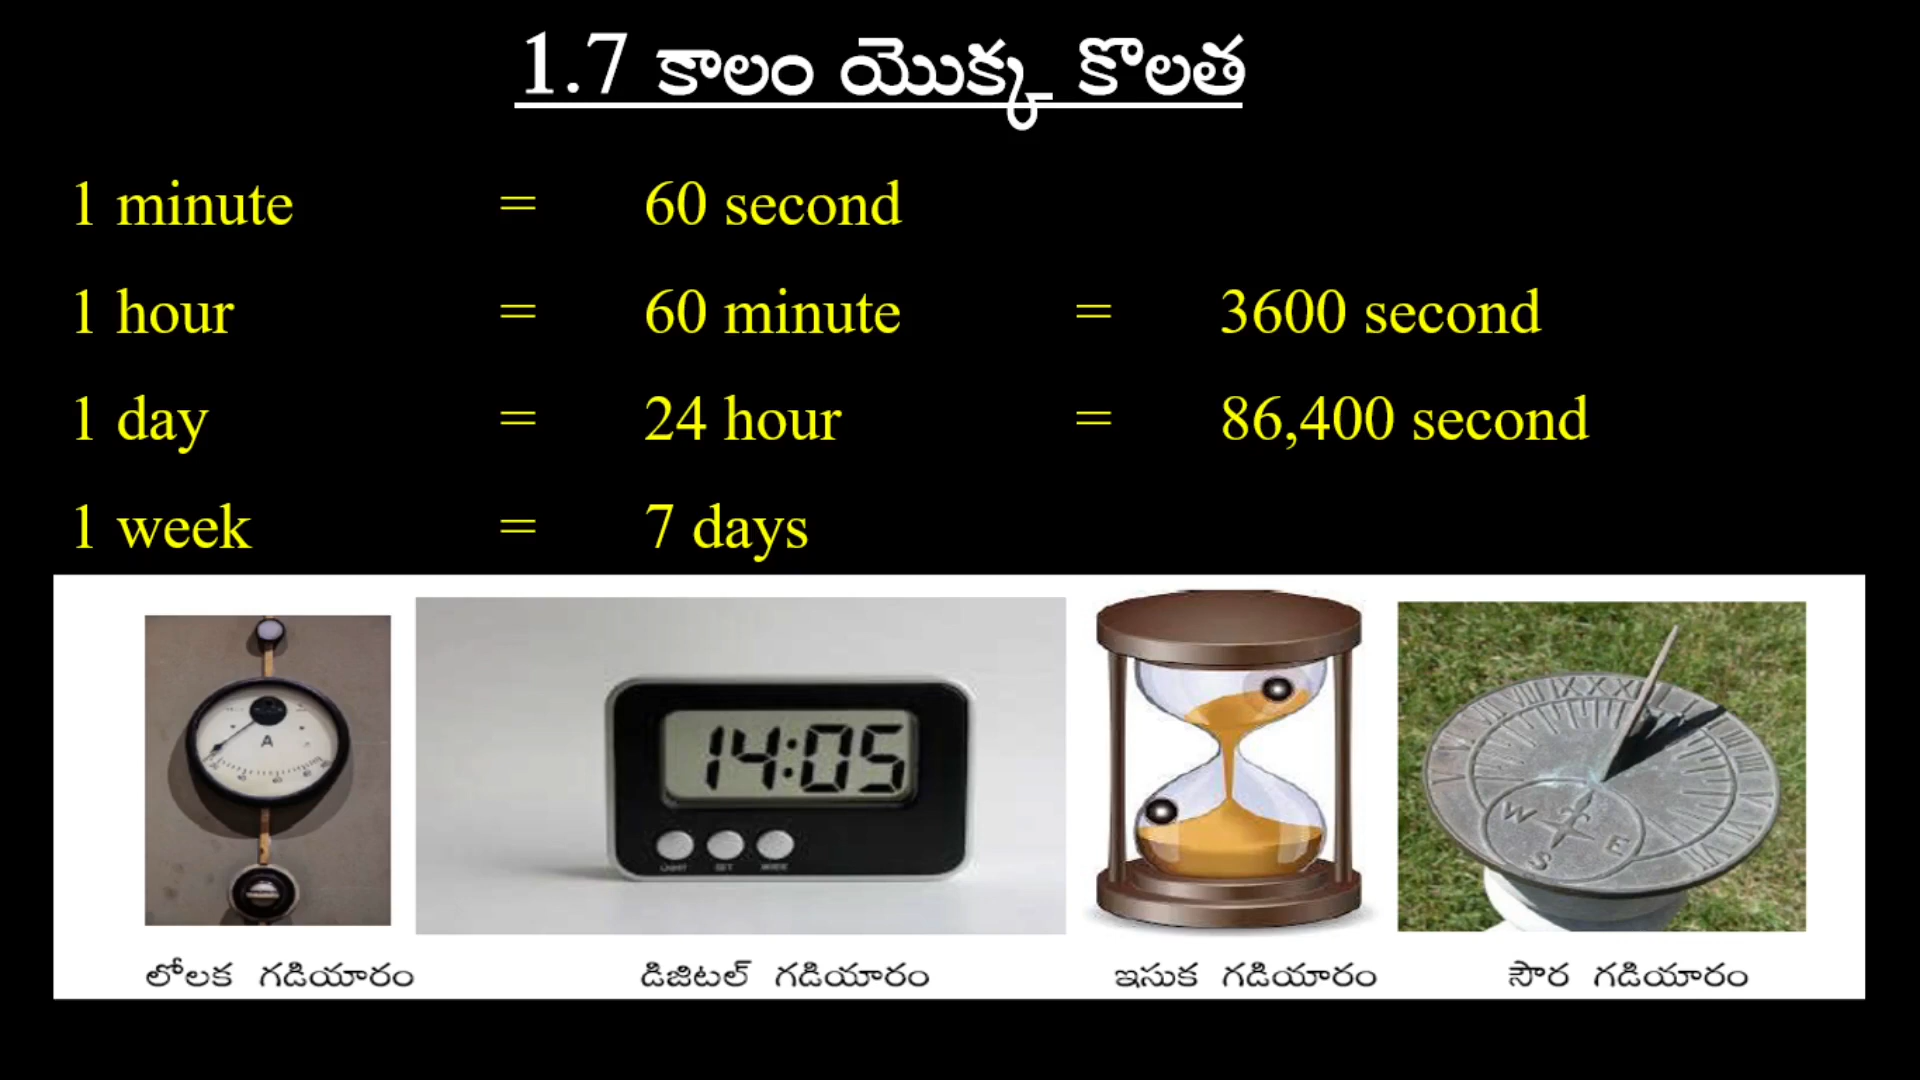 1.7 కాలం యొక్క కొలత
1 minute = 60 second
1 hour = 60 minute = 3600 second
1 day = 24 hour = 86,400 second
1 week = 7 days
A
14:05
W E
S
లోలక గడియారం డిజిటల్ గడియారం ఇసుక గడియారం సౌర గడియారం